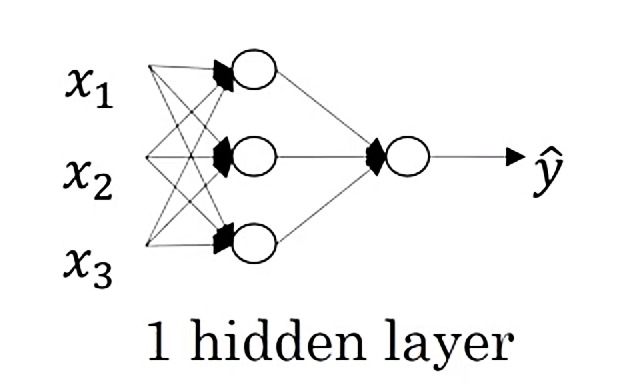 x₁
x₂
ŷ
x₃
1 hidden layer